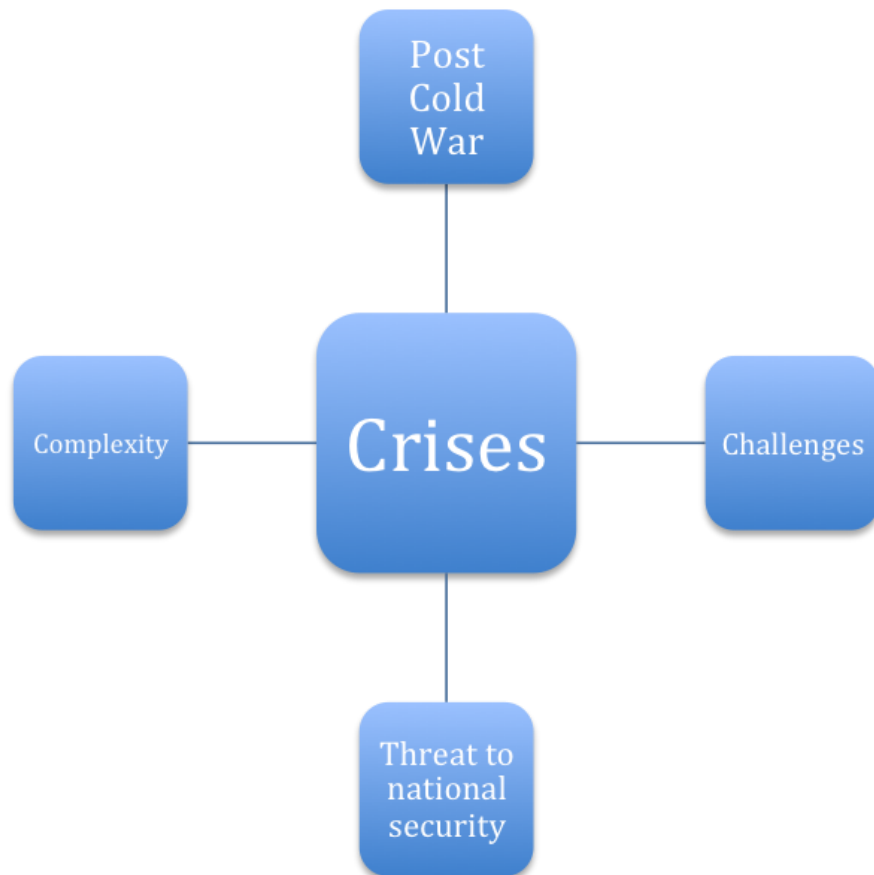 Post
Cold
War
Complexity
Crises
Challenges
Threat to
national
security